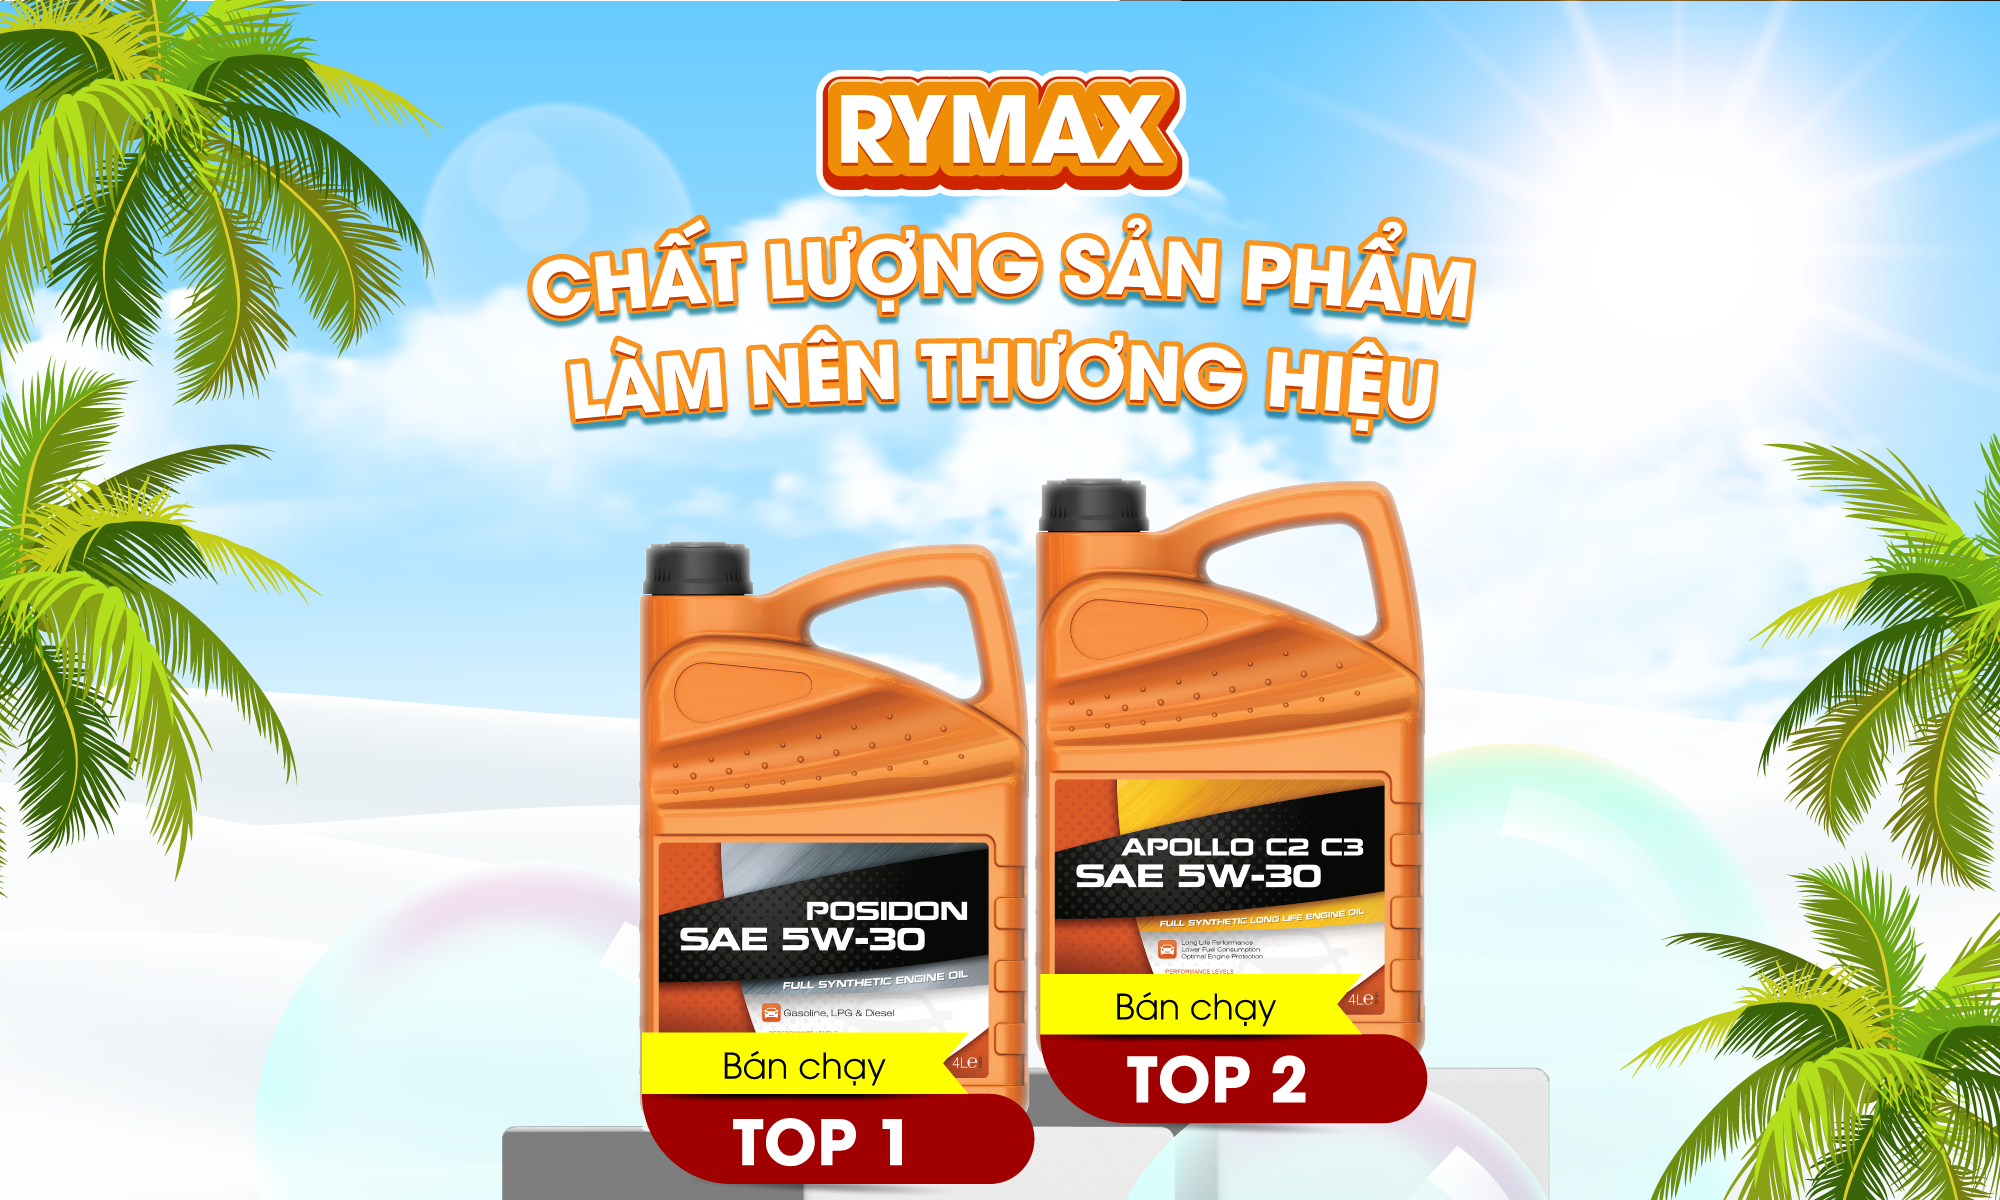 RYMAX
CHẤT LƯỢNG SẢN PHẨM
LÀM NÊN THƯƠNG HIỆU
POSIDON
SAE 5W-30
FULL SYNTHETIC ENGINE OIL
Gasoline, LPG & Diesel
4Le
Bán chạy
TOP 1
APOLLO C2 C3
SAE 5W-30
FULL SYNTHETIC LONG LIFE ENGINE OIL
Long Life Performance
Lower Fuel Consumption
Optimal Engine Protection
PERFORMANCE LEVELS
4Le
Bán chạy
TOP 2